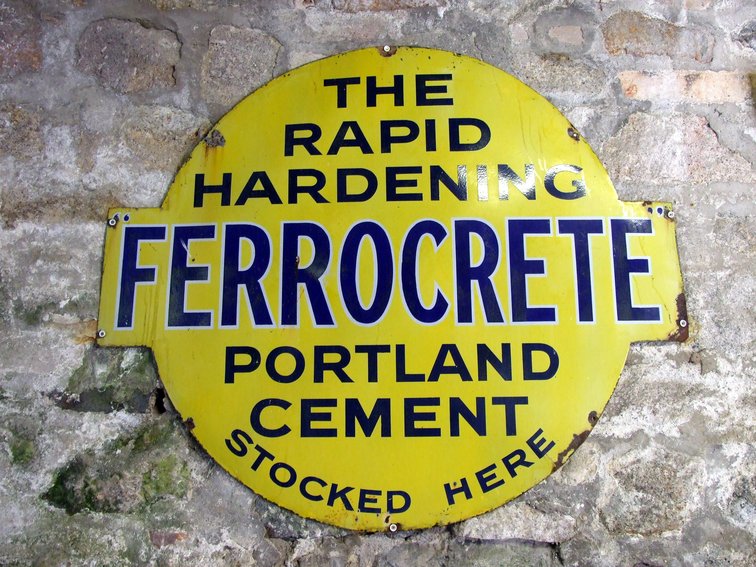 THE
RAPID
HARDENING
"FERROCRETE"
PORTLAND
CEMENT
STOCKED HERE